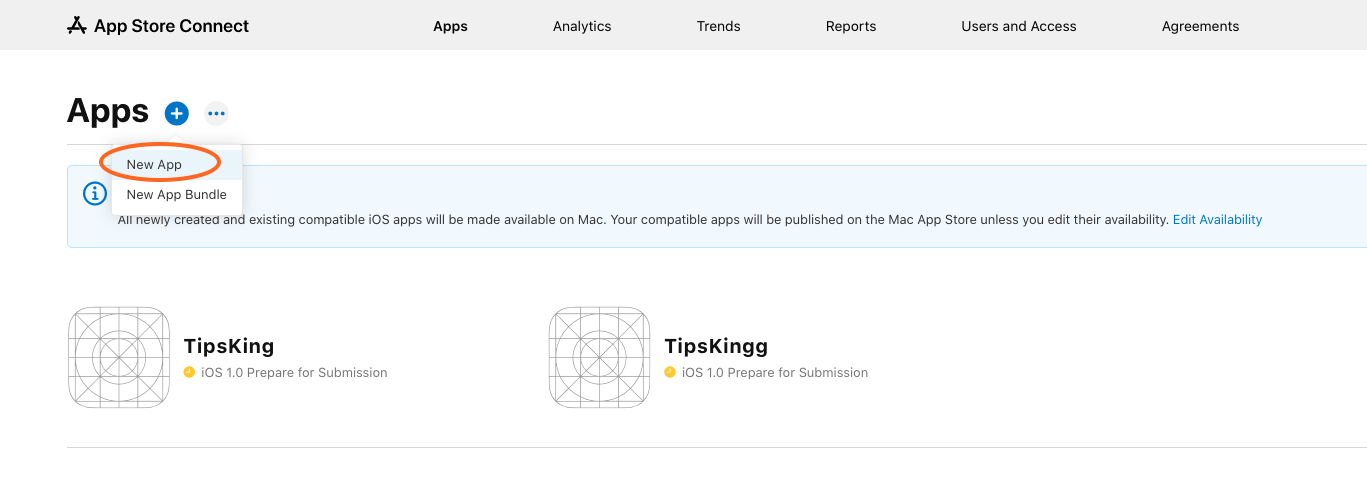 App Store Connect Apps Analytics Trends Reports Users and Access Agreements
Apps
New App
New App Bundle
All newly created and existing compatible iOS apps will be made available on Mac. Your compatible apps will be published on the Mac App Store unless you edit their availability. Edit Availability
TipsKing
iOS 1.0 Prepare for Submission
TipsKingg
iOS 1.0 Prepare for Submission